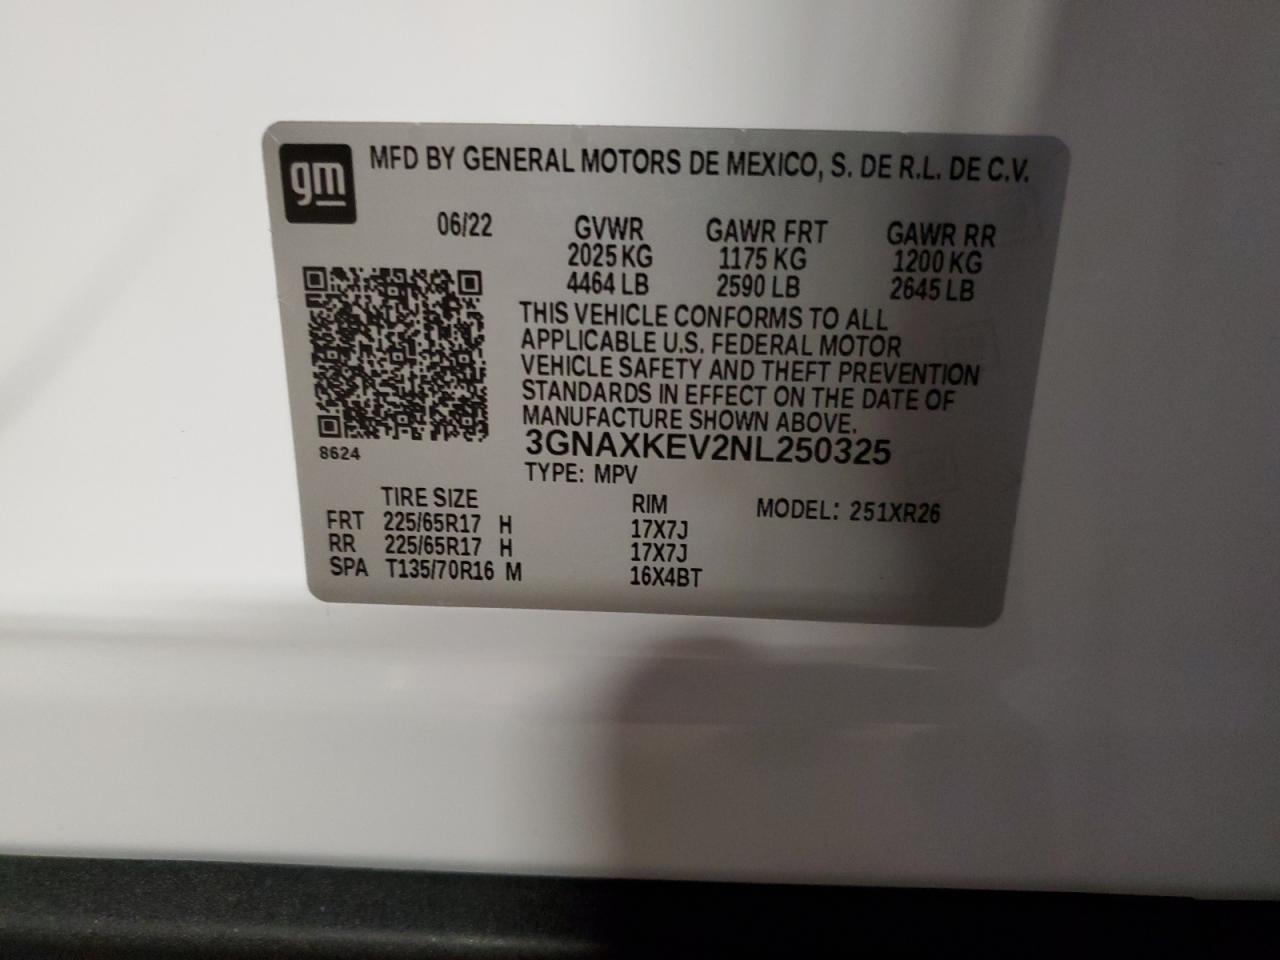 gm
MFD BY GENERAL MOTORS DE MEXICO, S. DE R.L. DE C.V.
06/22 GVWR GAWR FRT GAWR RR
2025 KG 1175 KG 1200 KG
4464 LB 2590 LB 2645 LB
THIS VEHICLE CONFORMS TO ALL
APPLICABLE U.S. FEDERAL MOTOR
VEHICLE SAFETY AND THEFT PREVENTION
STANDARDS IN EFFECT ON THE DATE OF
MANUFACTURE SHOWN ABOVE.
3GNAXKEV2NL250325
8624
TYPE: MPV
TIRE SIZE RIM MODEL: 251XR26
FRT 225/65R17 H 17X7J
RR 225/65R17 H 17X7J
SPA T135/70R16 M 16X4BT